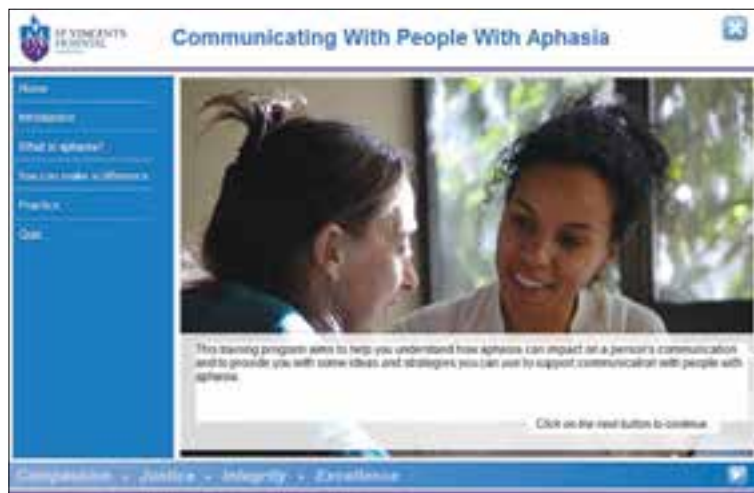 ST VINCENT'S
HOSPITAL
Communicating With People With Aphasia
Home
Introduction
What is aphasia?
You can make a difference
Practice
Quiz
This training program aims to help you understand how aphasia can impact on a person's communication
and to provide you with some ideas and strategies you can use to support communication with people with
aphasia.
Click on the next button to continue
Compassion • Justice • Integrity • Excellence